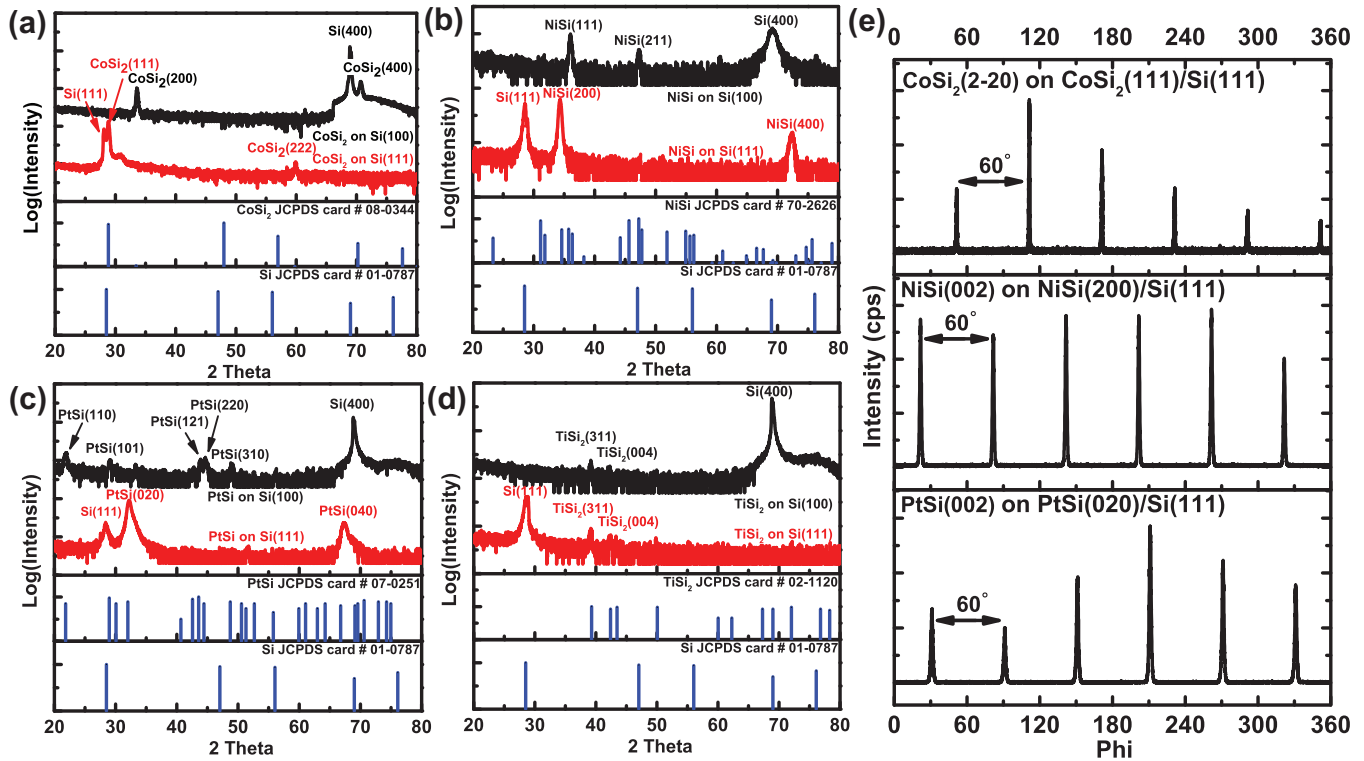 (a)
Si(400)
CoSi2(111)
CoSi2(200)
CoSi2(400)
Si(111)
CoSi2 on Si(100)
CoSi2(222)
CoSi2 on Si(111)
CoSi2 JCPDS card # 08-0344
Si JCPDS card # 01-0787
Log(Intensity)
20 30 40 50 60 70 80
2 Theta
(b)
NiSi(111)
NiSi(211)
Si(400)
NiSi on Si(100)
Si(111)
NiSi(200)
NiSi(400)
NiSi on Si(111)
NiSi JCPDS card # 70-2626
Si JCPDS card # 01-0787
Log(Intensity)
20 30 40 50 60 70 80
2 Theta
(c)
PtSi(110)
PtSi(220)
PtSi(121)
Si(400)
PtSi(101)
PtSi(310)
PtSi on Si(100)
PtSi(020)
Si(111)
PtSi(040)
PtSi on Si(111)
PtSi JCPDS card # 07-0251
Si JCPDS card # 01-0787
Log(Intensity)
20 30 40 50 60 70 80
2 Theta
(d)
Si(400)
TiSi2(311)
TiSi2(004)
TiSi2 on Si(100)
Si(111)
TiSi2(311)
TiSi2(004)
TiSi2 on Si(111)
TiSi2 JCPDS card # 02-1120
Si JCPDS card # 01-0787
Log(Intensity)
20 30 40 50 60 70 80
2 Theta
(e)
0 60 120 180 240 300 360
CoSi2(2-20) on CoSi2(111)/Si(111)
60°
NiSi(002) on NiSi(200)/Si(111)
60°
PtSi(002) on PtSi(020)/Si(111)
60°
Intensity (cps)
0 60 120 180 240 300 360
Phi